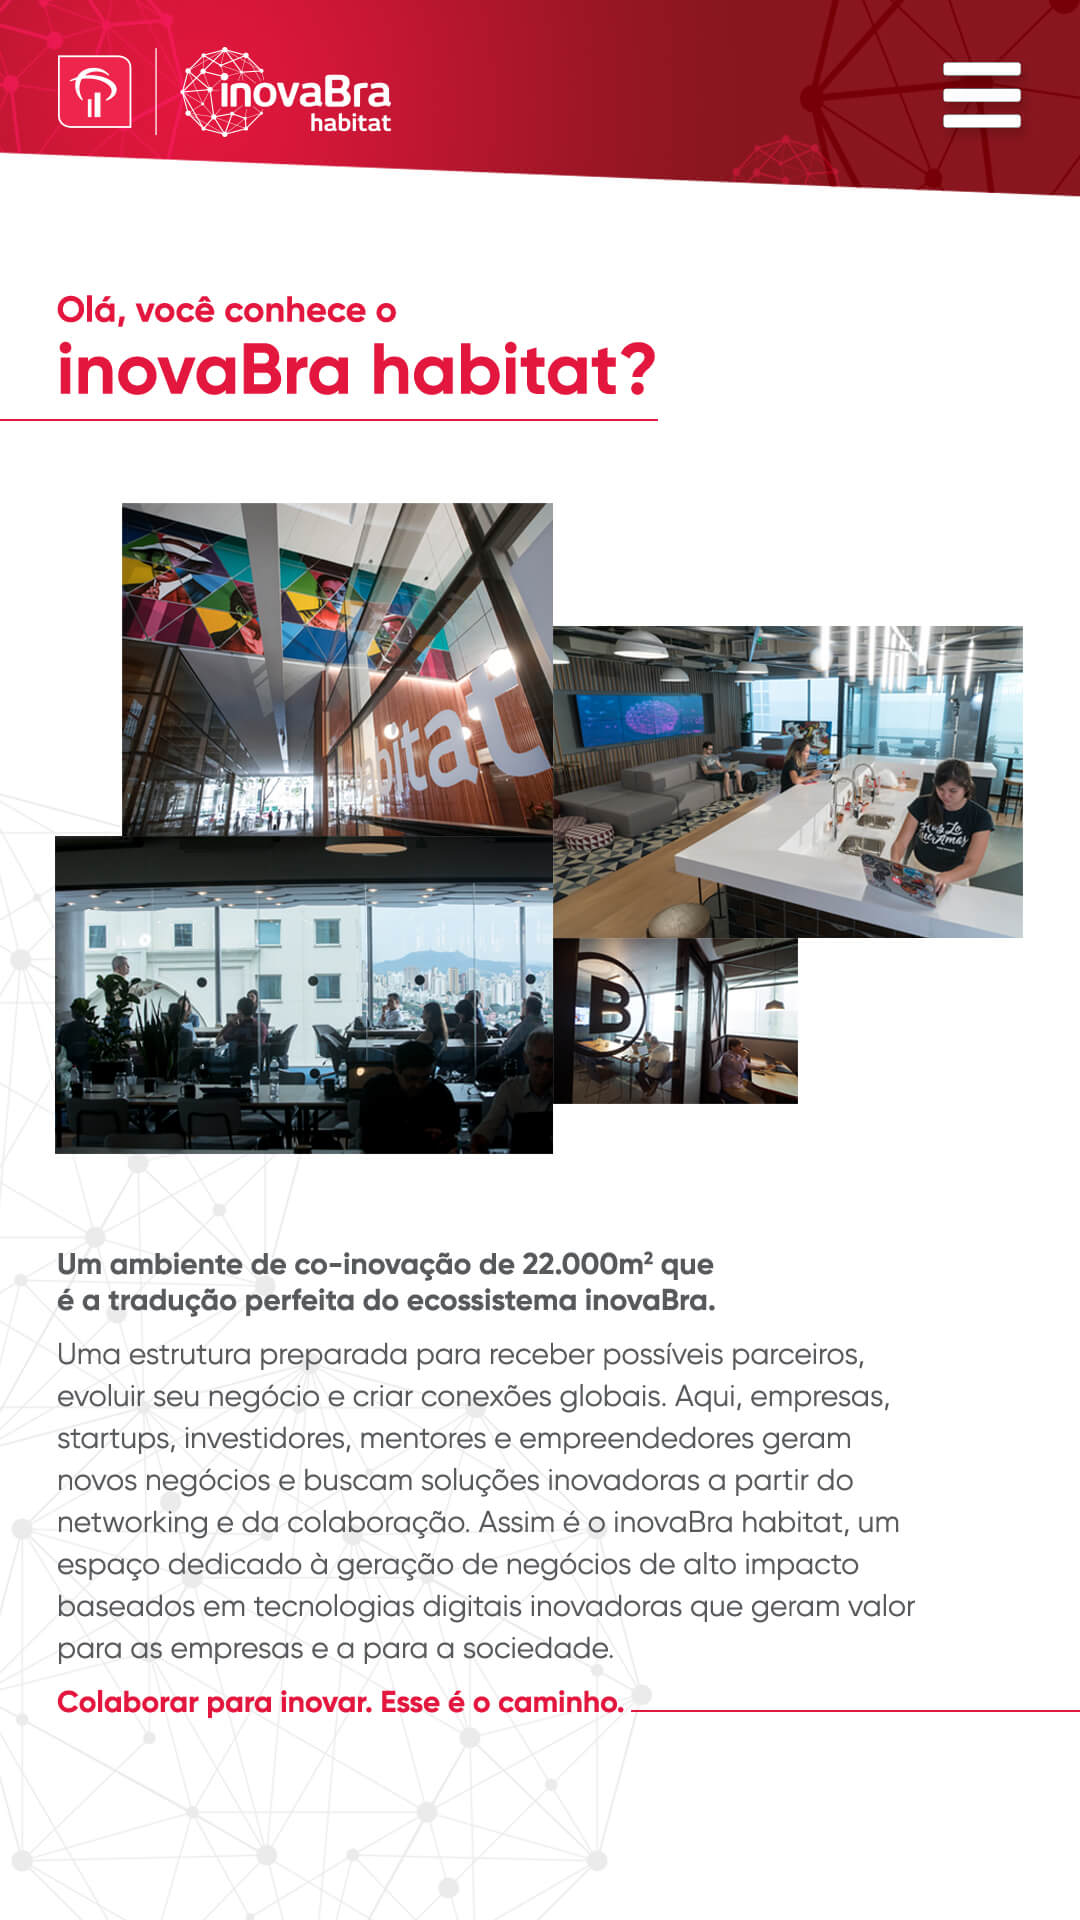 inovaBra
habitat
Olá, você conhece o
inovaBra habitat?
habitat
B
Um ambiente de co-inovação de 22.000m² que
é a tradução perfeita do ecossistema inovaBra.
Uma estrutura preparada para receber possíveis parceiros,
evoluir seu negócio e criar conexões globais. Aqui, empresas,
startups, investidores, mentores e empreendedores geram
novos negócios e buscam soluções inovadoras a partir do
networking e da colaboração. Assim é o inovaBra habitat, um
espaço dedicado à geração de negócios de alto impacto
baseados em tecnologias digitais inovadoras que geram valor
para as empresas e a para a sociedade.
Colaborar para inovar. Esse é o caminho.